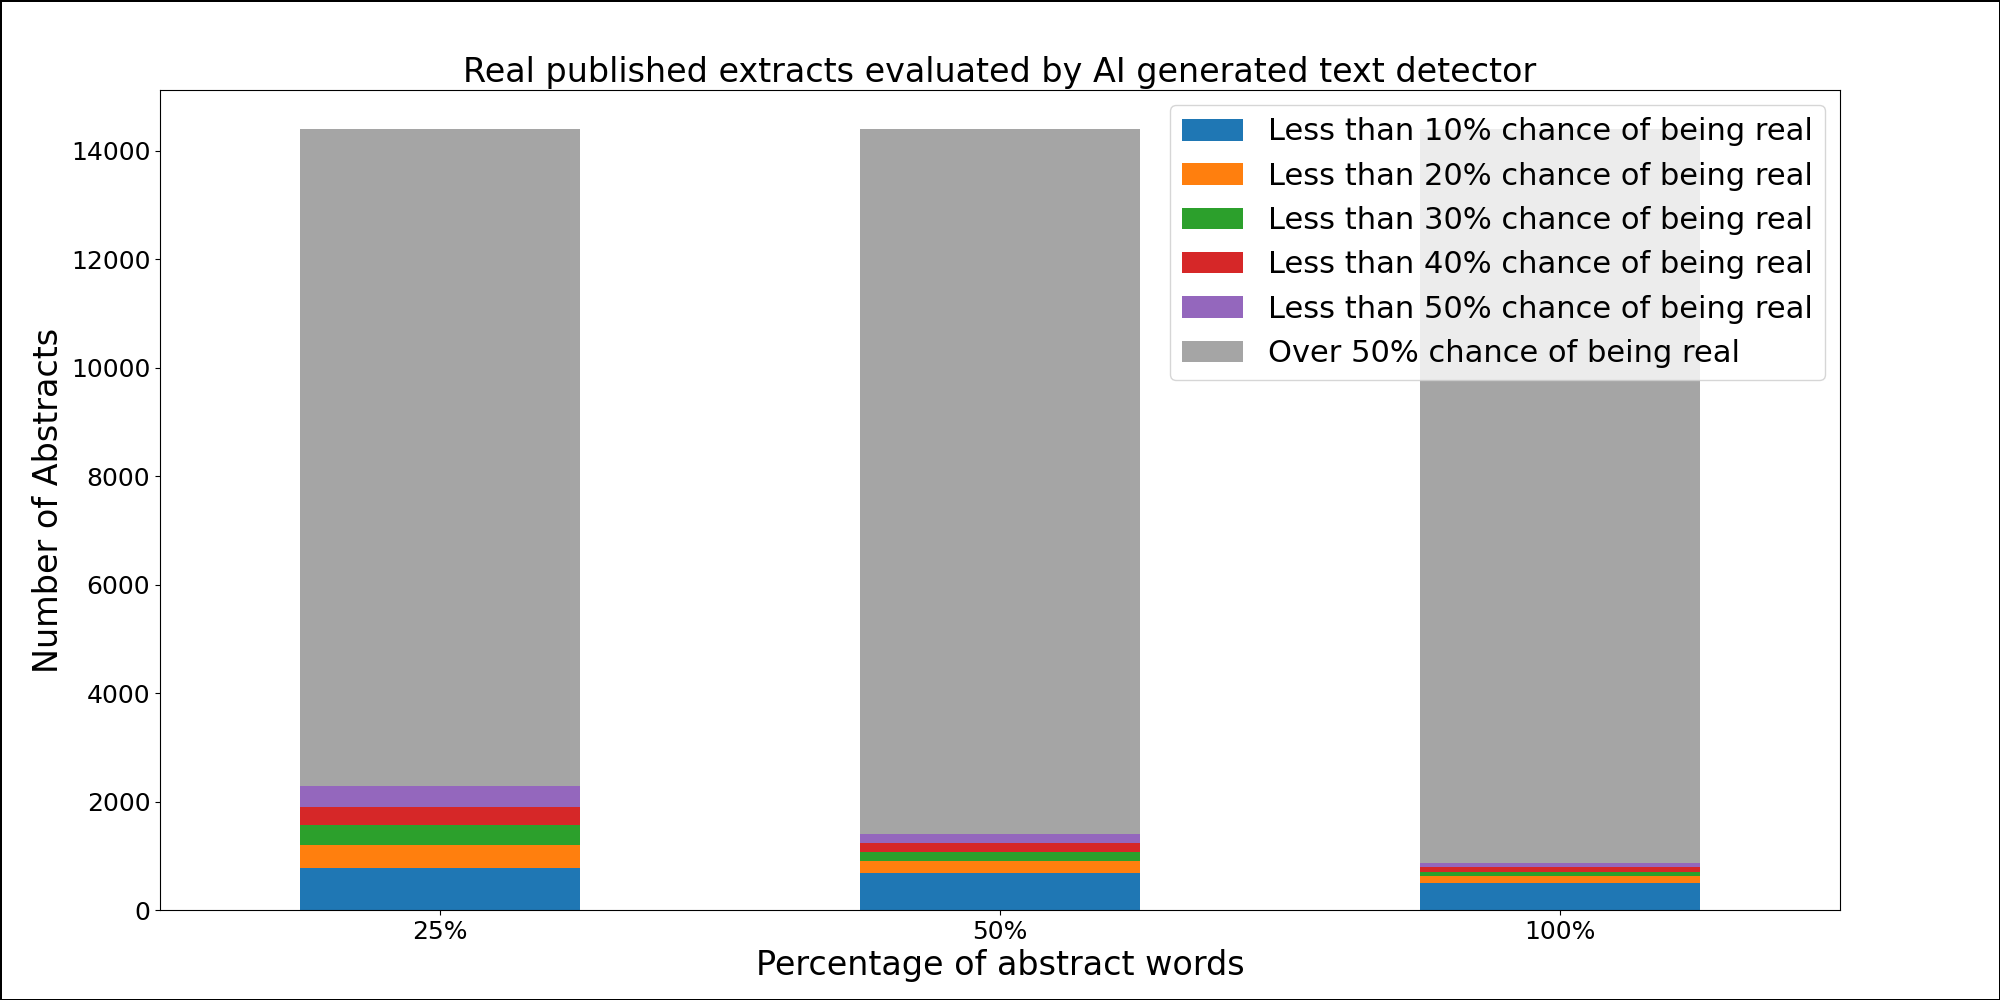 Real published extracts evaluated by AI generated text detector
Less than 10% chance of being real
Less than 20% chance of being real
Less than 30% chance of being real
Less than 40% chance of being real
Less than 50% chance of being real
Over 50% chance of being real
Number of Abstracts
14000
12000
10000
8000
6000
4000
2000
0
25% 50% 100%
Percentage of abstract words